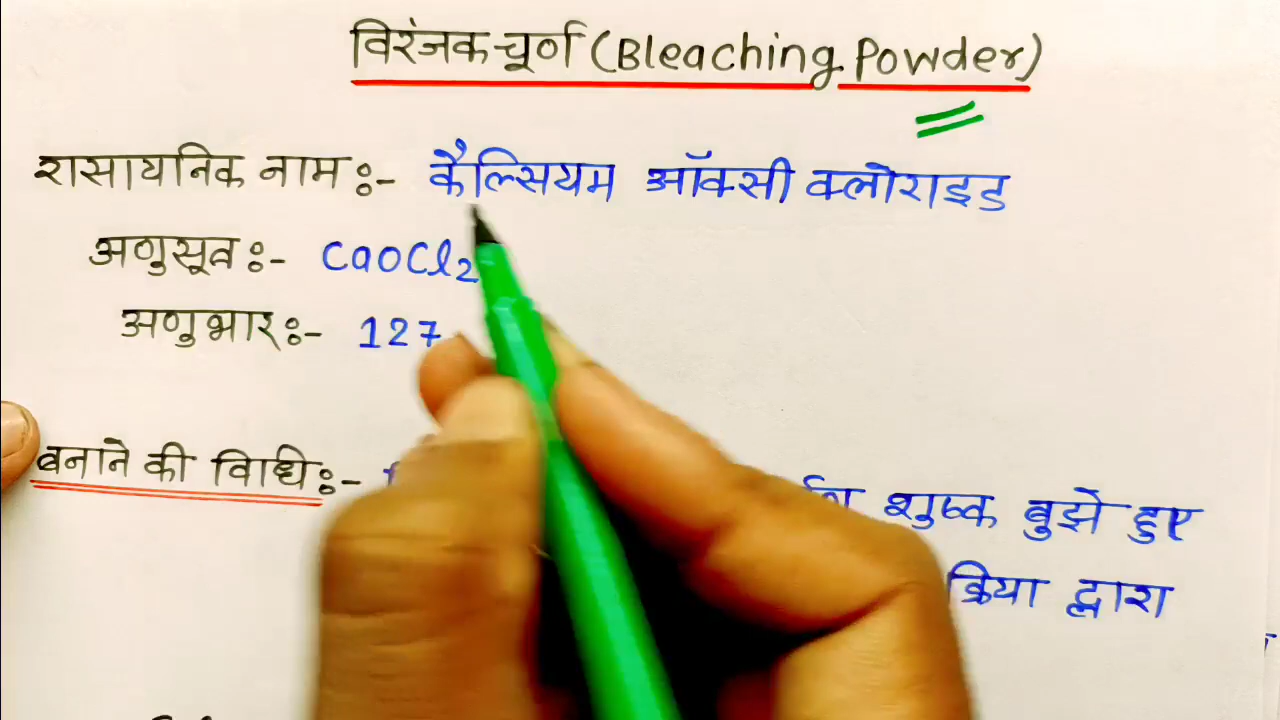 विरंजक चूर्ण (Bleaching Powder)
रासायनिक नाम :- कैल्सियम ऑक्सी क्लोराइड
अणुसूत्र :- CaOCl2
अणुभार :- 127
बनाने की विधि :- शुष्क बुझे हुए
क्रिया द्वारा